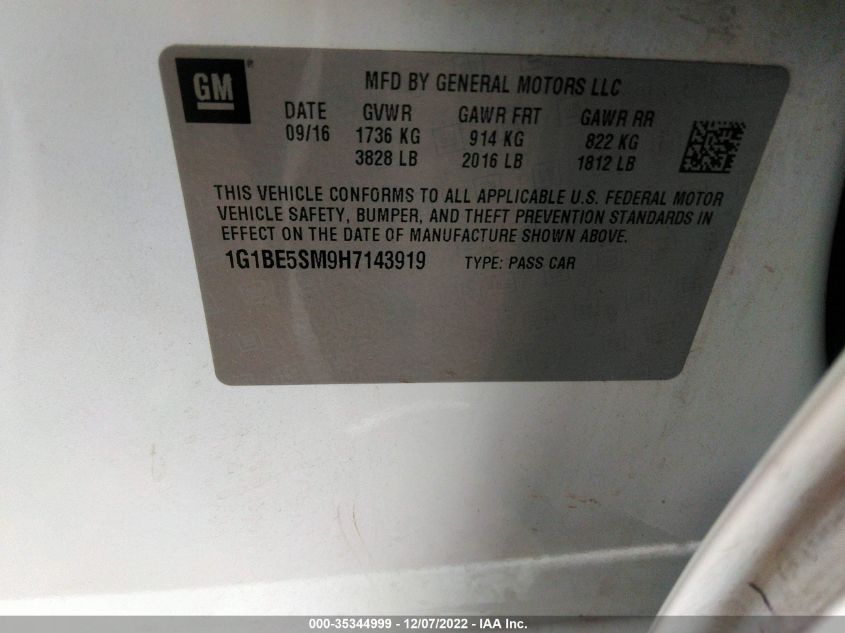 GM®
MFD BY GENERAL MOTORS LLC
DATE GVWR GAWR FRT GAWR RR
09/16 1736 KG 914 KG 822 KG
3828 LB 2016 LB 1812 LB
THIS VEHICLE CONFORMS TO ALL APPLICABLE U.S. FEDERAL MOTOR
VEHICLE SAFETY, BUMPER, AND THEFT PREVENTION STANDARDS IN
EFFECT ON THE DATE OF MANUFACTURE SHOWN ABOVE.
1G1BE5SM9H7143919 TYPE: PASS CAR
000-35344999 - 12/07/2022 - IAA Inc.